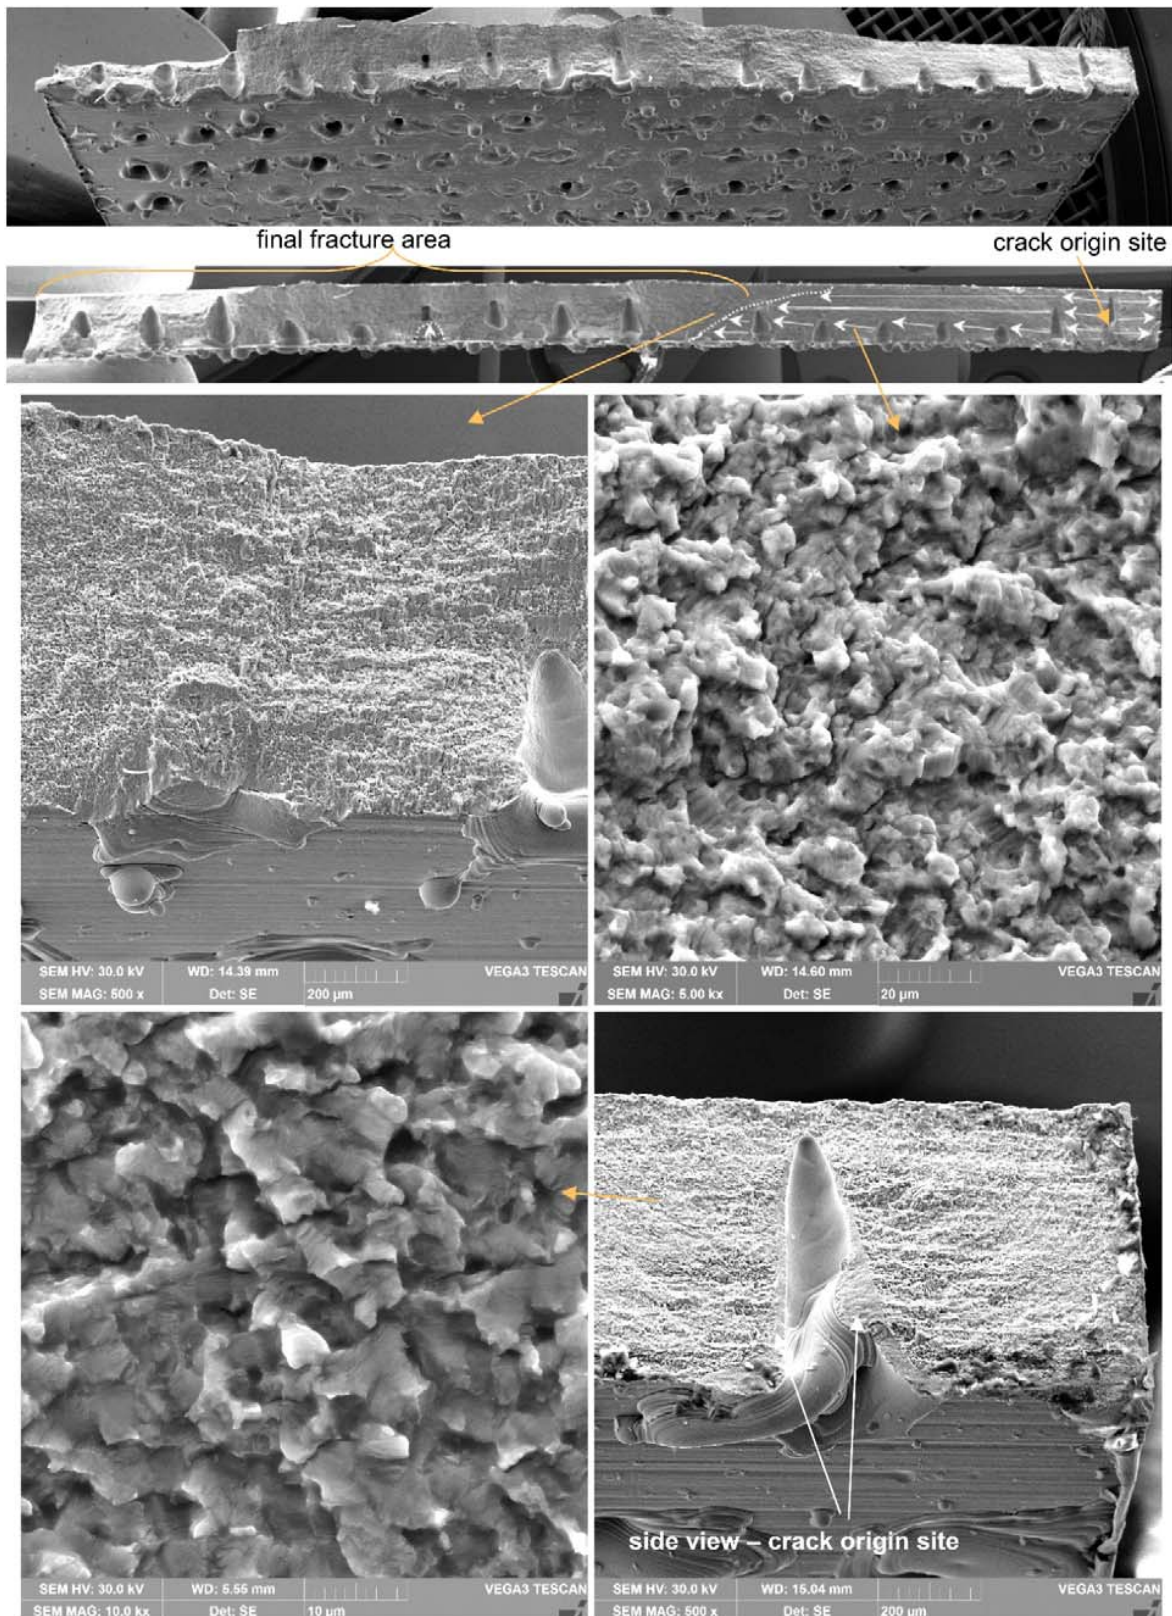 final fracture area
crack origin site
SEM HV: 30.0 kV
WD: 14.39 mm
VEGA3 TESCAN
SEM MAG: 500 x
Det: SE
200 µm
SEM HV: 30.0 kV
WD: 14.60 mm
VEGA3 TESCAN
SEM MAG: 5.00 kx
Det: SE
20 µm
side view – crack origin site
SEM HV: 30.0 kV
WD: 5.55 mm
VEGA3 TESCAN
SEM MAG: 10.0 kx
Det: SE
10 µm
SEM HV: 30.0 kV
WD: 15.04 mm
VEGA3 TESCAN
SEM MAG: 500 x
Det: SE
200 µm